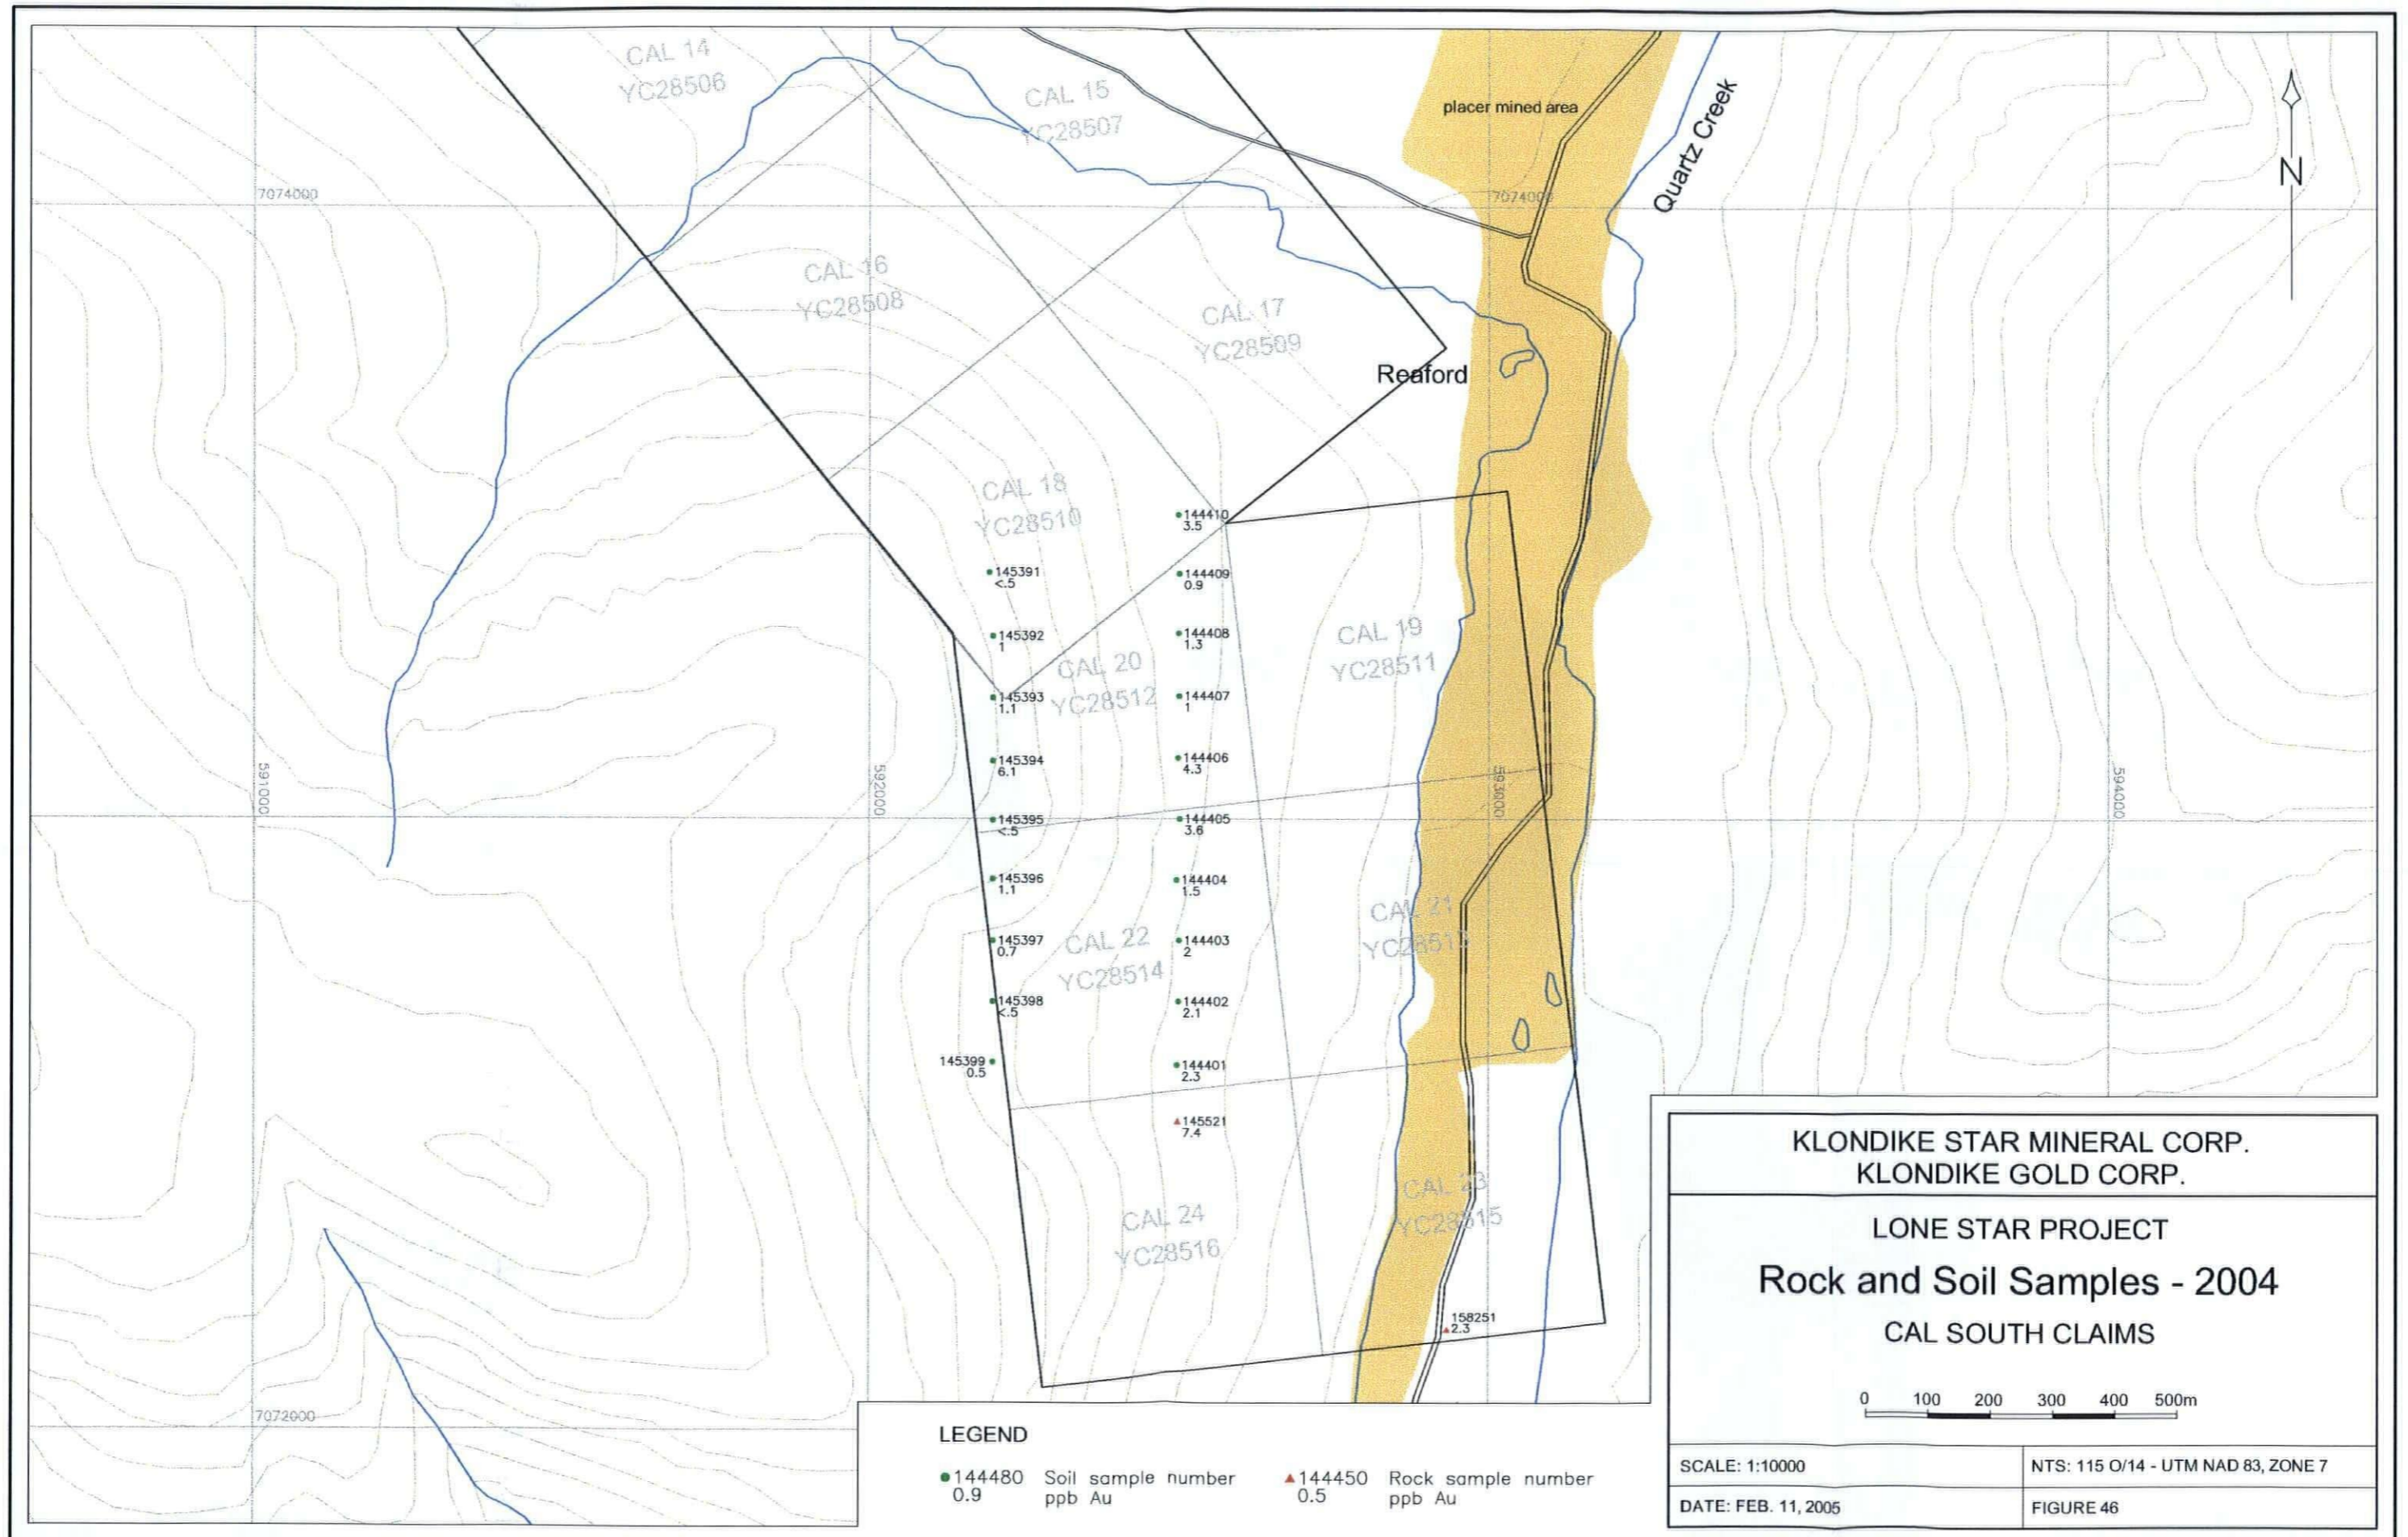 CAL 14
YC28506
CAL 15
YC28507
placer mined area
Quartz Creek
N
7074000
7074000
CAL 16
YC28508
CAL 17
YC28509
Reaford
CAL 18
YC28510
144410
3.5
145391
<.5
144409
0.9
145392
1
144408
1.3
CAL 19
YC28511
CAL 20
YC28512
145393
1.1
144407
1
145394
6.1
144406
4.3
591000
592000
593000
594000
145395
<.5
144405
3.6
145396
1.1
144404
1.5
CAL 21
YC28513
145397
0.7
CAL 22
YC28514
144403
2
145398
<.5
144402
2.1
145399
0.5
144401
2.3
145521
7.4
CAL 23
YC28515
CAL 24
YC28516
158251
2.3
7072000
LEGEND
144480 Soil sample number
0.9 ppb Au
144450 Rock sample number
0.5 ppb Au
KLONDIKE STAR MINERAL CORP.
KLONDIKE GOLD CORP.
LONE STAR PROJECT
Rock and Soil Samples - 2004
CAL SOUTH CLAIMS
0 100 200 300 400 500m
SCALE: 1:10000
NTS: 115 O/14 - UTM NAD 83, ZONE 7
DATE: FEB. 11, 2005
FIGURE 46